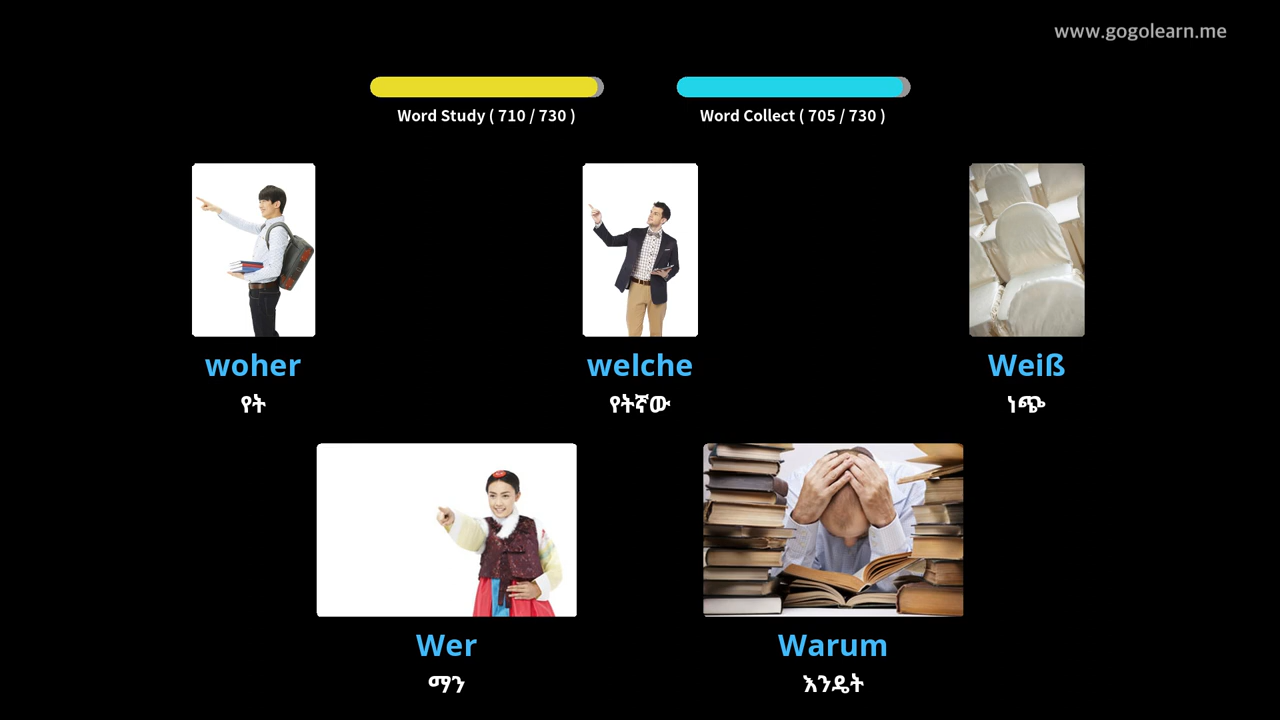 www.gogolearn.me
Word Study ( 710 / 730 )
Word Collect ( 705 / 730 )
woher
welche
Weiß
የት
የትኛው
ነጭ
Wer
Warum
ማን
እንዴት